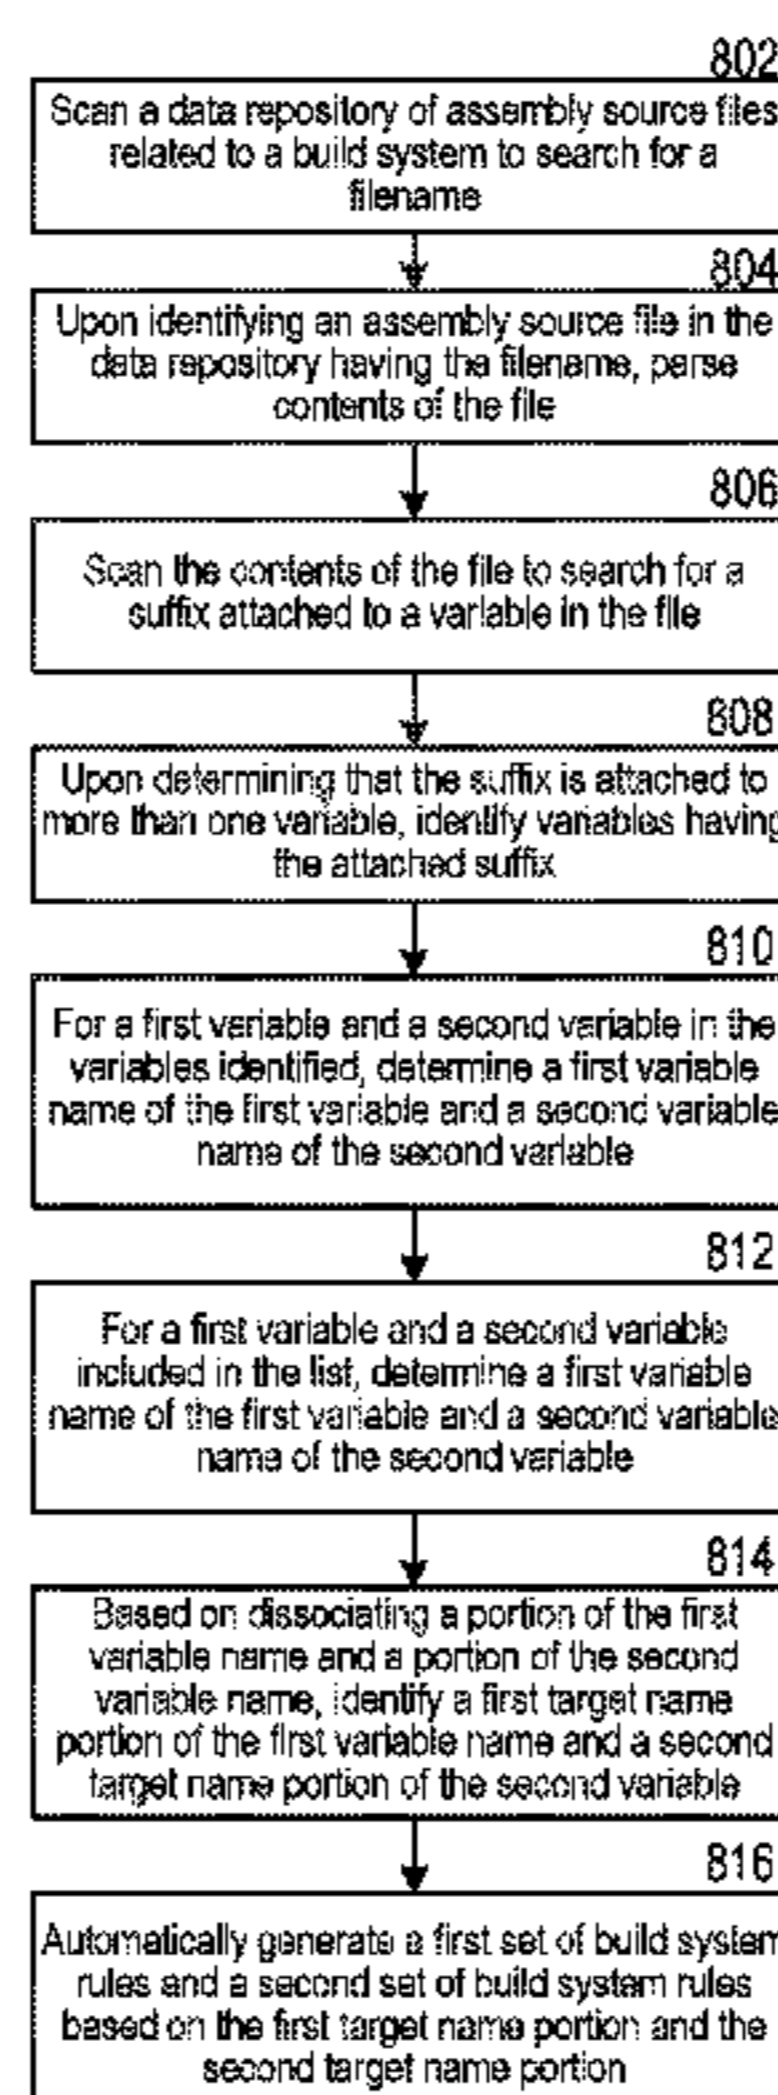 802
Scan a data repository of assembly source files
related to a build system to search for a
filename
804
Upon identifying an assembly source file in the
data repository having the filename, parse
contents of the file
806
Scan the contents of the file to search for a
suffix attached to a variable in the file
808
Upon determining that the suffix is attached to
more than one variable, identify variables having
the attached suffix
810
For a first variable and a second variable in the
variables identified, determine a first variable
name of the first variable and a second variable
name of the second variable
812
For a first variable and a second variable
included in the list, determine a first variable
name of the first variable and a second variable
name of the second variable
814
Based on dissociating a portion of the first
variable name and a portion of the second
variable name, identify a first target name
portion of the first variable name and a second
target name portion of the second variable
816
Automatically generate a first set of build system
rules and a second set of build system rules
based on the first target name portion and the
second target name portion